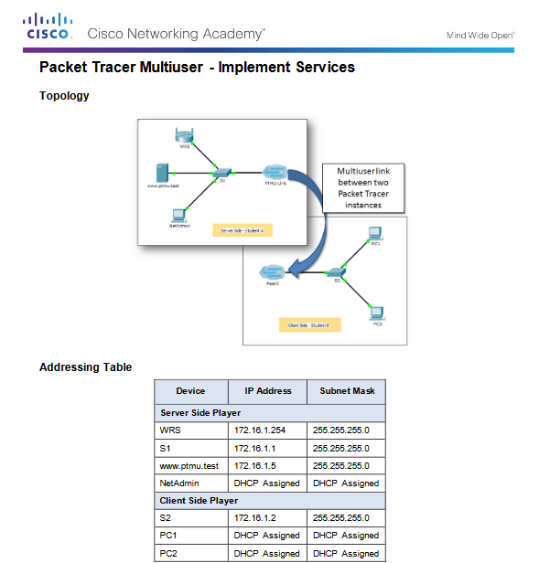 CISCO Cisco Networking Academy® Mind Wide Open®
Packet Tracer Multiuser - Implement Services
Topology
WRS
www.ptmu.test
S1
PTMU Link
NetAdmin
Server Side - Student A
Multiuser link
between two
Packet Tracer
instances
PC1
Peer0
S2
PC2
Client Side - Student B
Addressing Table
Device IP Address Subnet Mask
Server Side Player
WRS 172.16.1.254 255.255.255.0
S1 172.16.1.1 255.255.255.0
www.ptmu.test 172.16.1.5 255.255.255.0
NetAdmin DHCP Assigned DHCP Assigned
Client Side Player
S2 172.16.1.2 255.255.255.0
PC1 DHCP Assigned DHCP Assigned
PC2 DHCP Assigned DHCP Assigned